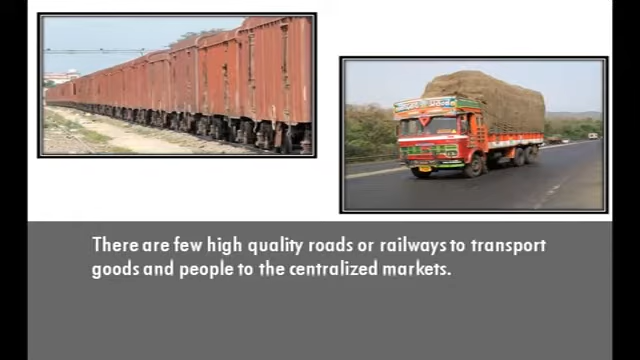 There are few high quality roads or railways to transport
goods and people to the centralized markets.